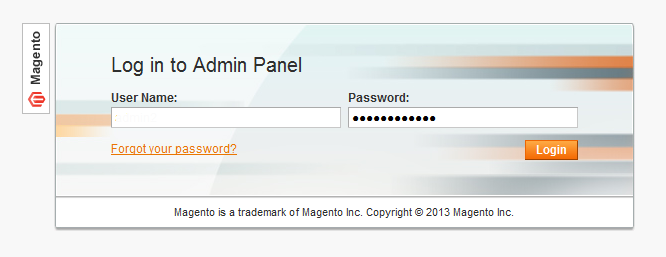 Magento
Log in to Admin Panel
User Name:
Password:
••••••••••••
Forgot your password?
Login
Magento is a trademark of Magento Inc. Copyright © 2013 Magento Inc.